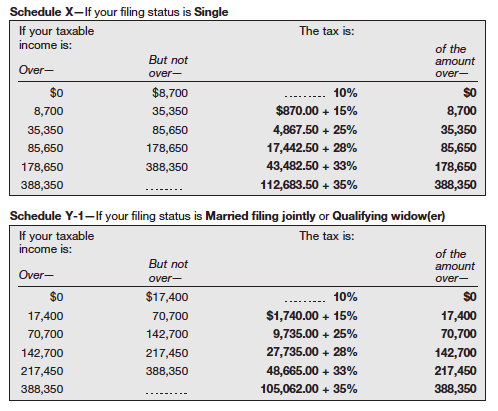 Schedule X—If your filing status is Single
If your taxable income is: The tax is:
Over— But not over— of the amount over—
$0 $8,700 ......... 10% $0
8,700 35,350 $870.00 + 15% 8,700
35,350 85,650 4,867.50 + 25% 35,350
85,650 178,650 17,442.50 + 28% 85,650
178,650 388,350 43,482.50 + 33% 178,650
388,350 ........ 112,683.50 + 35% 388,350
Schedule Y-1—If your filing status is Married filing jointly or Qualifying widow(er)
If your taxable income is: The tax is:
Over— But not over— of the amount over—
$0 $17,400 ......... 10% $0
17,400 70,700 $1,740.00 + 15% 17,400
70,700 142,700 9,735.00 + 25% 70,700
142,700 217,450 27,735.00 + 28% 142,700
217,450 388,350 48,665.00 + 33% 217,450
388,350 ......... 105,062.00 + 35% 388,350